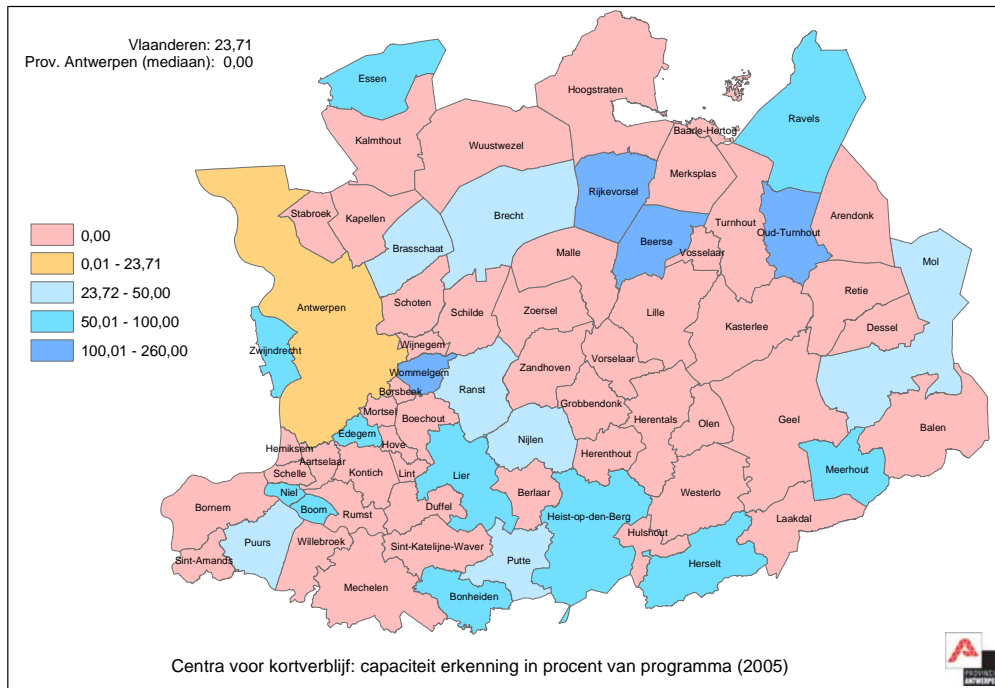 Vlaanderen: 23,71
Prov. Antwerpen (mediaan): 0,00
Essen
Hoogstraten
Ravels
Baarle-Hertog
Kalmthout
Wuustwezel
Merksplas
Rijkevorsel
Stabroek
Kapellen
Brecht
Turnhout
Arendonk
Oud-Turnhout
Beerse
Brasschaat
Vosselaar
Malle
Mol
0,00
0,01 - 23,71
23,72 - 50,00
50,01 - 100,00
100,01 - 260,00
Retie
Antwerpen
Schoten
Schilde
Zoersel
Lille
Kasterlee
Dessel
Zwijndrecht
Wijnegem
Vorselaar
Wommelgem
Zandhoven
Borsbeek
Ranst
Grobbendonk
Mortsel
Boechout
Herentals
Olen
Geel
Balen
Edegem
Hove
Nijlen
Hemiksem
Aartselaar
Herenthout
Schelle
Kontich
Lint
Lier
Meerhout
Niel
Berlaar
Westerlo
Bornem
Boom
Rumst
Duffel
Heist-op-den-Berg
Laakdal
Puurs
Willebroek
Sint-Katelijne-Waver
Hulshout
Sint-Amands
Putte
Herselt
Mechelen
Bonheiden
Centra voor kortverblijf: capaciteit erkenning in procent van programma (2005)
PROVINCIE
ANTWERPEN